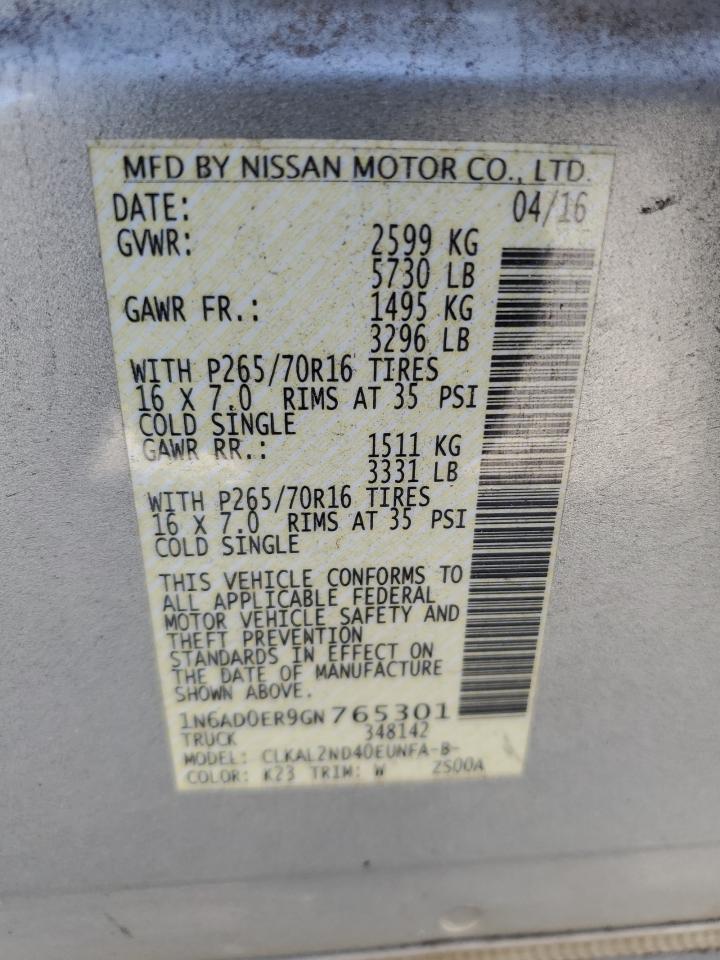 MFD BY NISSAN MOTOR CO., LTD.
DATE: 04/16
GVWR: 2599 KG
5730 LB
GAWR FR.: 1495 KG
3296 LB
WITH P265/70R16 TIRES
16 X 7.0 RIMS AT 35 PSI
COLD SINGLE
GAWR RR.: 1511 KG
3331 LB
WITH P265/70R16 TIRES
16 X 7.0 RIMS AT 35 PSI
COLD SINGLE
THIS VEHICLE CONFORMS TO
ALL APPLICABLE FEDERAL
MOTOR VEHICLE SAFETY AND
THEFT PREVENTION
STANDARDS IN EFFECT ON
THE DATE OF MANUFACTURE
SHOWN ABOVE.
1N6AD0ER9GN765301
TRUCK 348142
MODEL: CLKAL2ND40EUNFA-B-
COLOR: K23 TRIM: W ZS00A